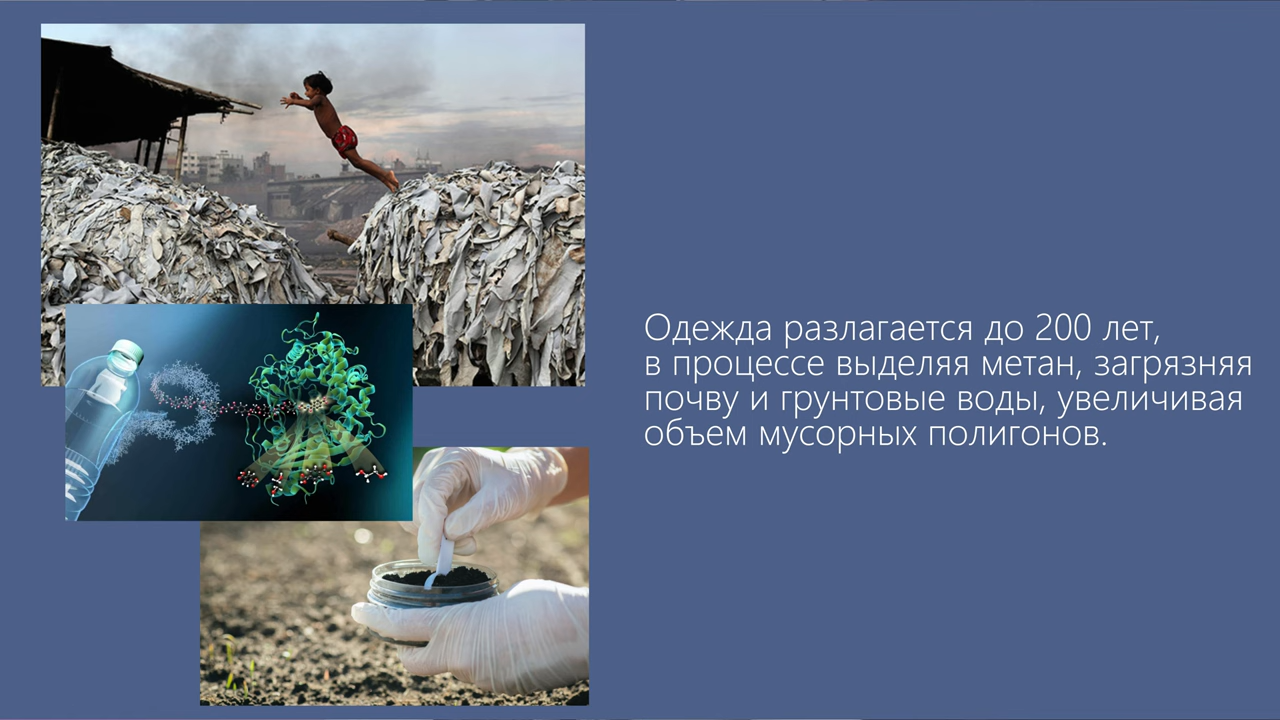 Одежда разлагается до 200 лет,
в процессе выделяя метан, загрязняя
почву и грунтовые воды, увеличивая
объем мусорных полигонов.